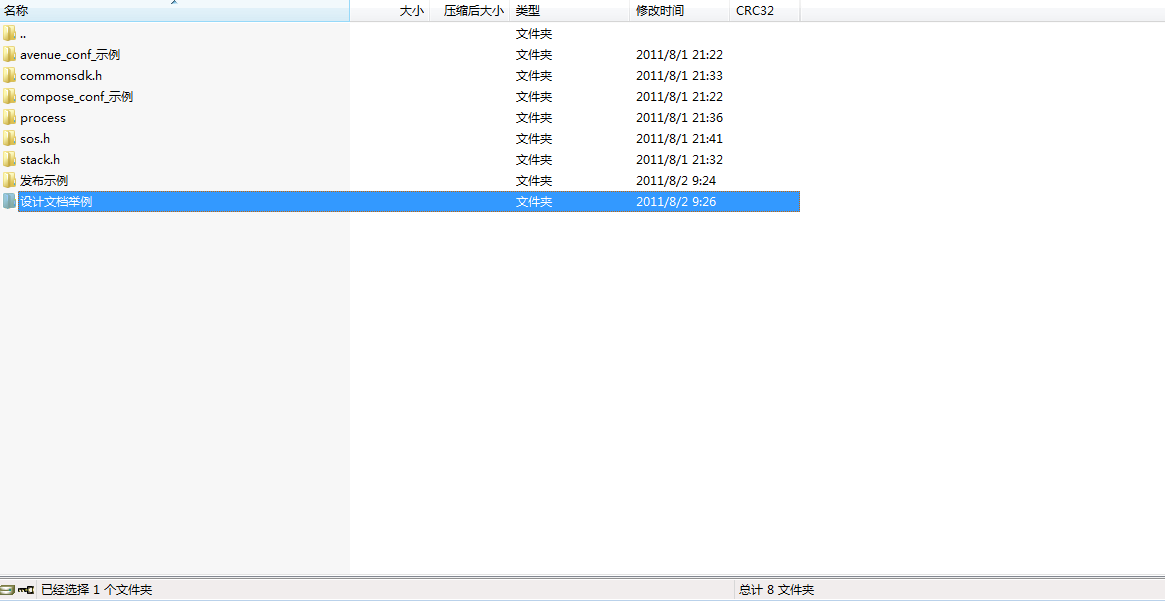 名称 大小 压缩后大小 类型 修改时间 CRC32
.. 文件夹
avenue_conf_示例 文件夹 2011/8/1 21:22
commonsdk.h 文件夹 2011/8/1 21:33
compose_conf_示例 文件夹 2011/8/1 21:22
process 文件夹 2011/8/1 21:36
sos.h 文件夹 2011/8/1 21:41
stack.h 文件夹 2011/8/1 21:32
发布示例 文件夹 2011/8/2 9:24
设计文档举例 文件夹 2011/8/2 9:26
已经选择 1 个文件夹 总计 8 文件夹